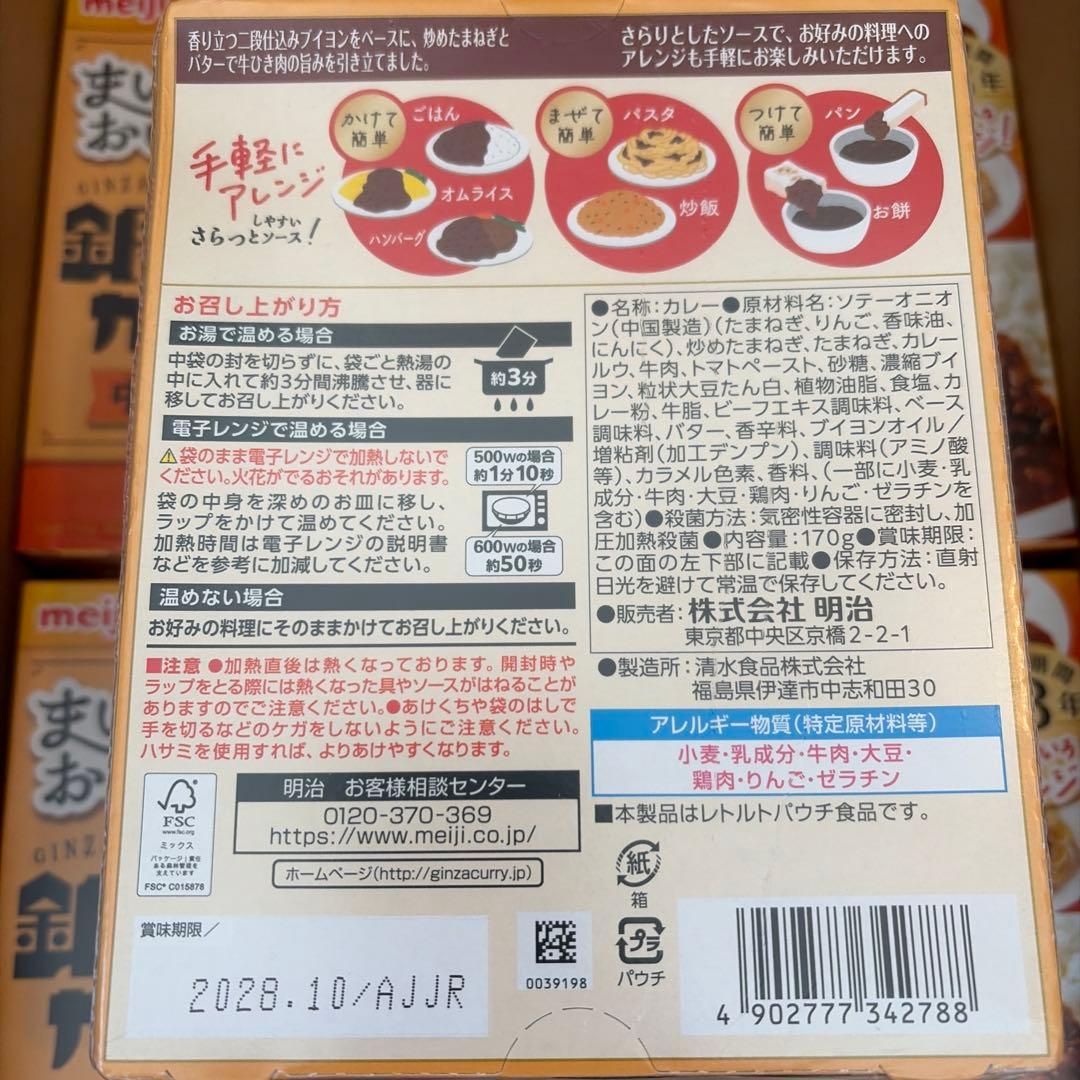 meiji
香り立つ二段仕込みブイヨンをベースに、炒めたまねぎと
バターで牛ひき肉の旨みを引き立てました。
さらりとしたソースで、お好みの料理への
アレンジも手軽にお楽しみいただけます。
手軽に
アレンジ
しやすい
さらっとソース!
かけて
簡単
ごはん
オムライス
ハンバーグ
まぜて
簡単
パスタ
炒飯
つけて
簡単
パン
お餅
お召し上がり方
お湯で温める場合
中袋の封を切らずに、袋ごと熱湯の
中に入れて約3分間沸騰させ、器に
移してお召し上がりください。
約3分
電子レンジで温める場合
袋のまま電子レンジで加熱しないで
ください。火花がでるおそれがあります。
袋の中身を深めのお皿に移し、
ラップをかけて温めてください。
加熱時間は電子レンジの説明書
などを参考に加減してください。
500Wの場合
約1分10秒
600Wの場合
約50秒
温めない場合
お好みの料理にそのままかけてお召し上がりください。
■注意 ●加熱直後は熱くなっております。開封時や
ラップをとる際には熱くなった具やソースがはねることが
ありますのでご注意ください。●あけくちや袋のはしで
手を切るなどのケガをしないようにご注意ください。
ハサミを使用すれば、よりあけやすくなります。
●名称:カレー●原材料名:ソテーオニオ
ン(中国製造)(たまねぎ、りんご、香味油、
にんにく)、炒めたまねぎ、たまねぎ、カレー
ルウ、牛肉、トマトペースト、砂糖、濃縮ブイ
ヨン、粒状大豆たん白、植物油脂、食塩、カ
レー粉、牛脂、ビーフエキス調味料、ベース
調味料、バター、香辛料、ブイヨンオイル/
増粘剤(加工デンプン)、調味料(アミノ酸
等)、カラメル色素、香料、(一部に小麦・乳
成分・牛肉・大豆・鶏肉・りんご・ゼラチンを
含む)●殺菌方法:気密性容器に密封し、加
圧加熱殺菌●内容量:170g●賞味期限:
この面の左下部に記載●保存方法:直射
日光を避けて常温で保存してください。
●販売者:株式会社 明治
東京都中央区京橋2-2-1
●製造所:清水食品株式会社
福島県伊達市中志和田30
アレルギー物質(特定原材料等)
小麦・乳成分・牛肉・大豆・
鶏肉・りんご・ゼラチン
■本製品はレトルトパウチ食品です。
FSC
www.fsc.org
ミックス
パッケージ|責任
ある森林管理を
支えています
FSC® C015878
明治 お客様相談センター
0120-370-369
https://www.meiji.co.jp/
ホームページ(http://ginzacurry.jp)
紙
箱
プラ
パウチ
賞味期限/
2028.10/AJJR
0039198
4 902777 342788